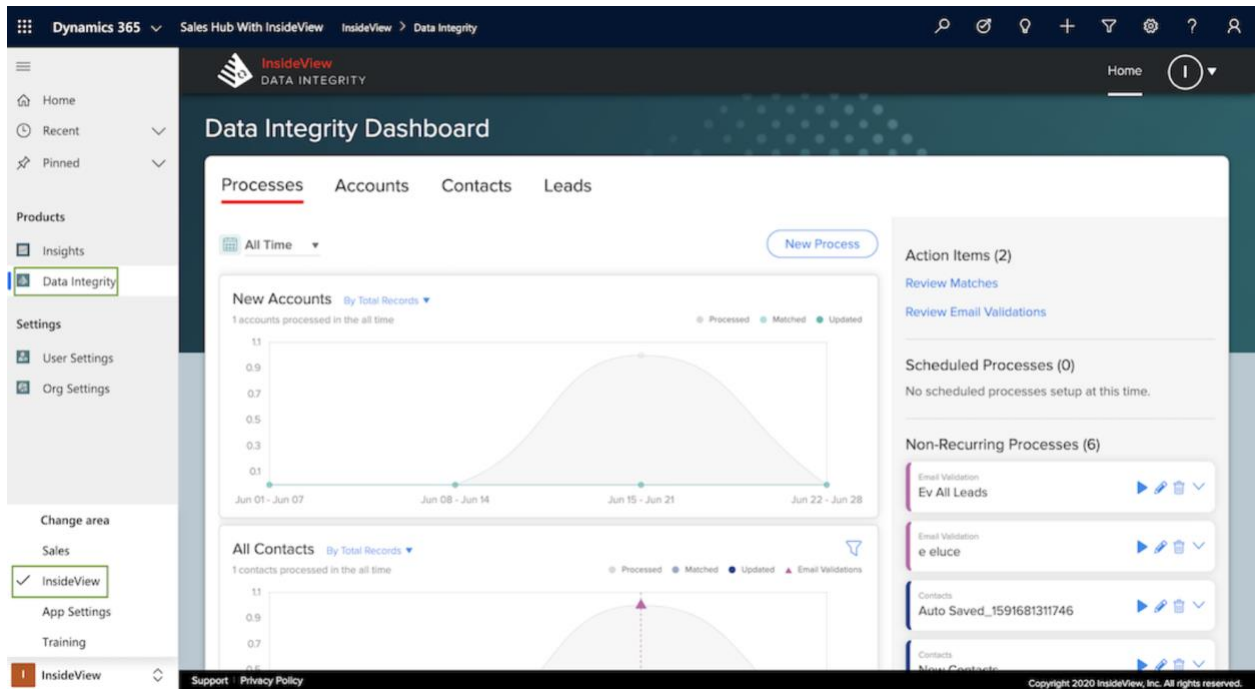 Dynamics 365
Sales Hub With InsideView
InsideView > Data Integrity
Home
Recent
Pinned
Products
Insights
Data Integrity
Settings
User Settings
Org Settings
Change area
Sales
InsideView
App Settings
Training
I InsideView
InsideView
DATA INTEGRITY
Home
I
Data Integrity Dashboard
Processes Accounts Contacts Leads
All Time
New Process
New Accounts By Total Records
1 accounts processed in the all time
Processed Matched Updated
1.1
0.9
0.7
0.5
0.3
0.1
Jun 01 - Jun 07 Jun 08 - Jun 14 Jun 15 - Jun 21 Jun 22 - Jun 28
All Contacts By Total Records
1 contacts processed in the all time
Processed Matched Updated Email Validations
1.1
0.9
0.7
0.5
Action Items (2)
Review Matches
Review Email Validations
Scheduled Processes (0)
No scheduled processes setup at this time.
Non-Recurring Processes (6)
Email Validation
Ev All Leads
Email Validation
e eluce
Contacts
Auto Saved_1591681311746
Contacts
New Contacts
Support Privacy Policy
Copyright 2020 InsideView, Inc. All rights reserved.